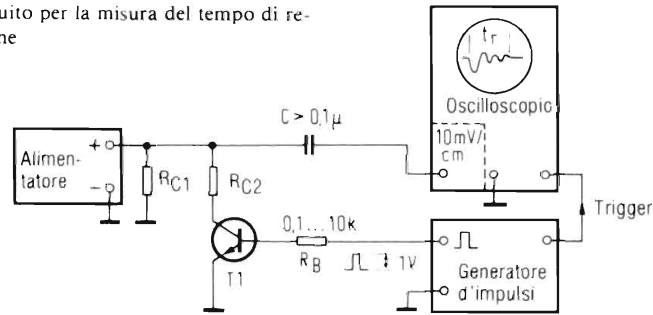 uito per la misura del tempo di re-
ne
tr
Oscilloscopio
C > 0,1μ
10mV/
cm
+
Alimen-
tatore
−
RC1
RC2
Trigger
0,1...10k
RB
1V
T1
Generatore
d'impulsi